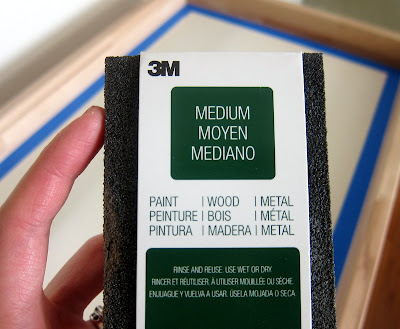 3M
MEDIUM
MOYEN
MEDIANO
PAINT | WOOD | METAL
PEINTURE | BOIS | MÉTAL
PINTURA | MADERA | METAL
RINSE AND REUSE. USE WET OR DRY.
RINCER ET RÉUTILISER. À UTILISER MOUILLÉE OU SÈCHE.
ENJUAGUE Y VUELVA A USAR. ÚSELA MOJADA O SECA.